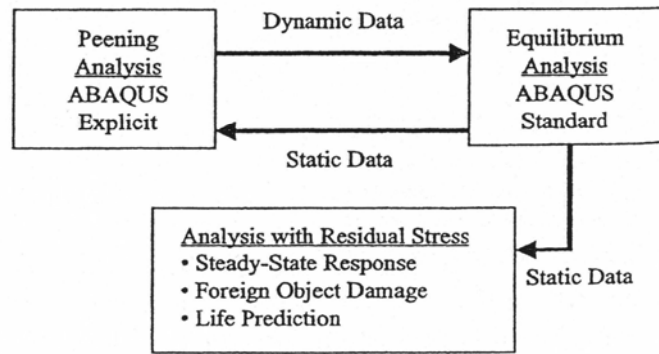 Dynamic Data
Peening
Analysis
ABAQUS
Explicit
Equilibrium
Analysis
ABAQUS
Standard
Static Data
Analysis with Residual Stress
• Steady-State Response
• Foreign Object Damage
• Life Prediction
Static Data